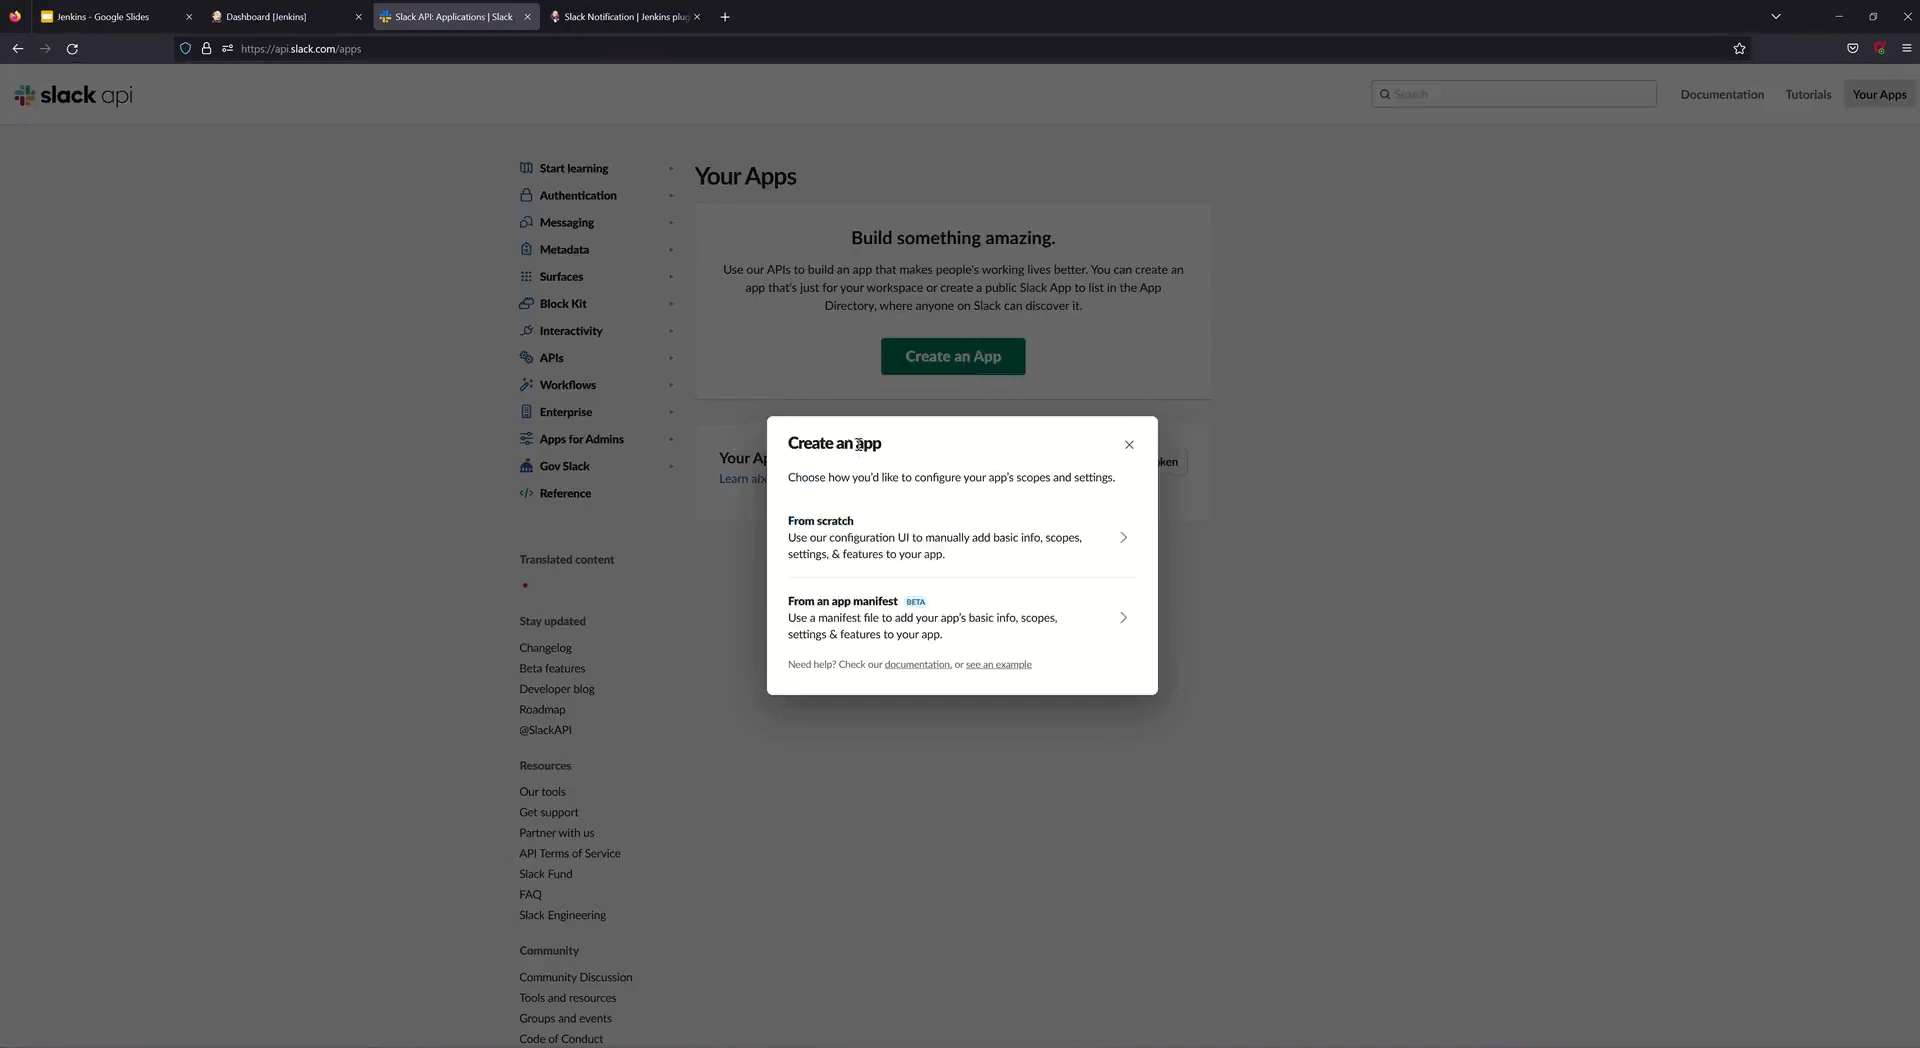 Jenkins - Google Slides
Dashboard [Jenkins]
Slack API: Applications | Slack
Slack Notification | Jenkins plug
https://api.slack.com/apps
slack api
Search
Documentation
Tutorials
Your Apps
Start learning
Authentication
Messaging
Metadata
Surfaces
Block Kit
Interactivity
APIs
Workflows
Enterprise
Apps for Admins
Gov Slack
Reference
Translated content
Stay updated
Changelog
Beta features
Developer blog
Roadmap
@SlackAPI
Resources
Our tools
Get support
Partner with us
API Terms of Service
Slack Fund
FAQ
Slack Engineering
Community
Community Discussion
Tools and resources
Groups and events
Code of Conduct
Your Apps
Build something amazing.
Use our APIs to build an app that makes people's working lives better. You can create an
app that's just for your workspace or create a public Slack App to list in the App
Directory, where anyone on Slack can discover it.
Create an App
Your Ap
Learn abo
oken
Create an app
Choose how you'd like to configure your app's scopes and settings.
From scratch
Use our configuration UI to manually add basic info, scopes,
settings, & features to your app.
From an app manifest BETA
Use a manifest file to add your app's basic info, scopes,
settings & features to your app.
Need help? Check our documentation, or see an example